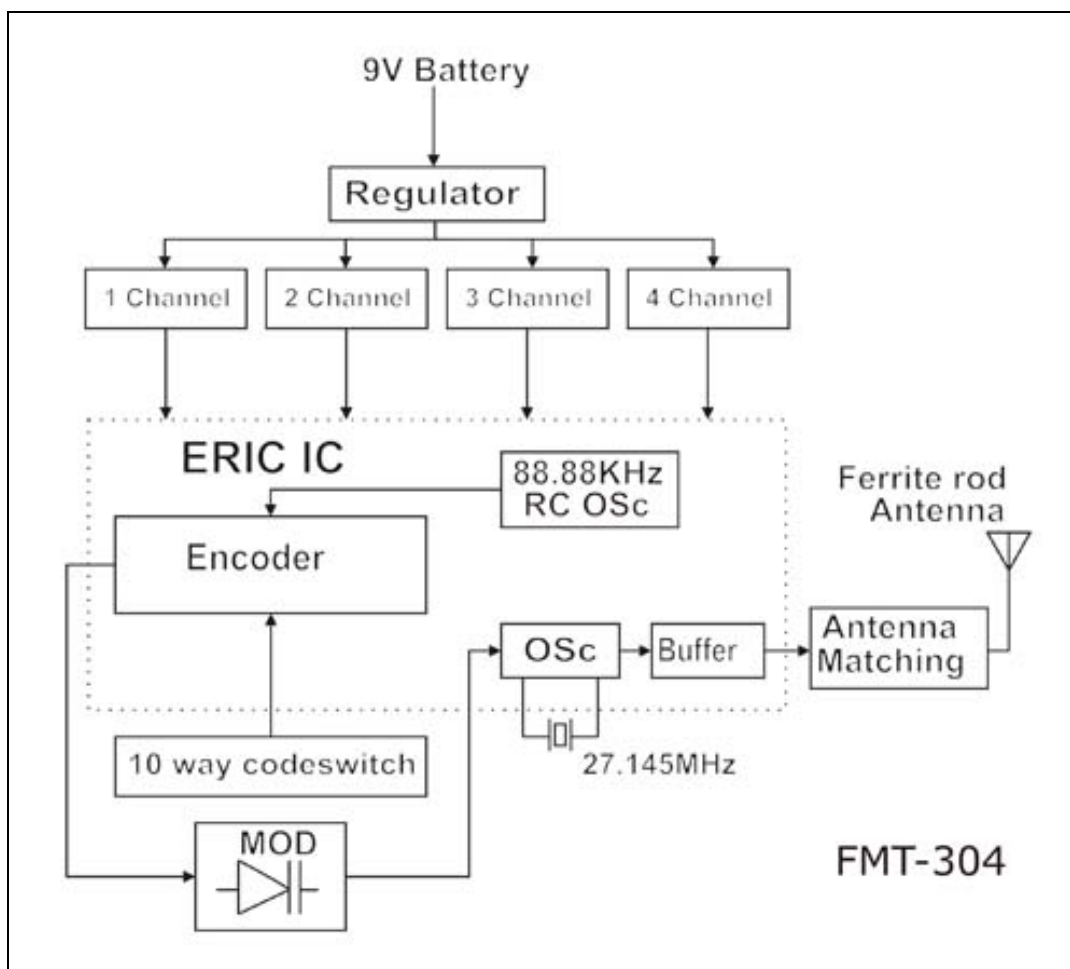 9V Battery
Regulator
1 Channel
2 Channel
3 Channel
4 Channel
ERIC IC
88.88KHz
RC OSc
Encoder
Ferrite rod
Antenna
OSc
Buffer
Antenna
Matching
10 way codeswitch
27.145MHz
MOD
FMT-304